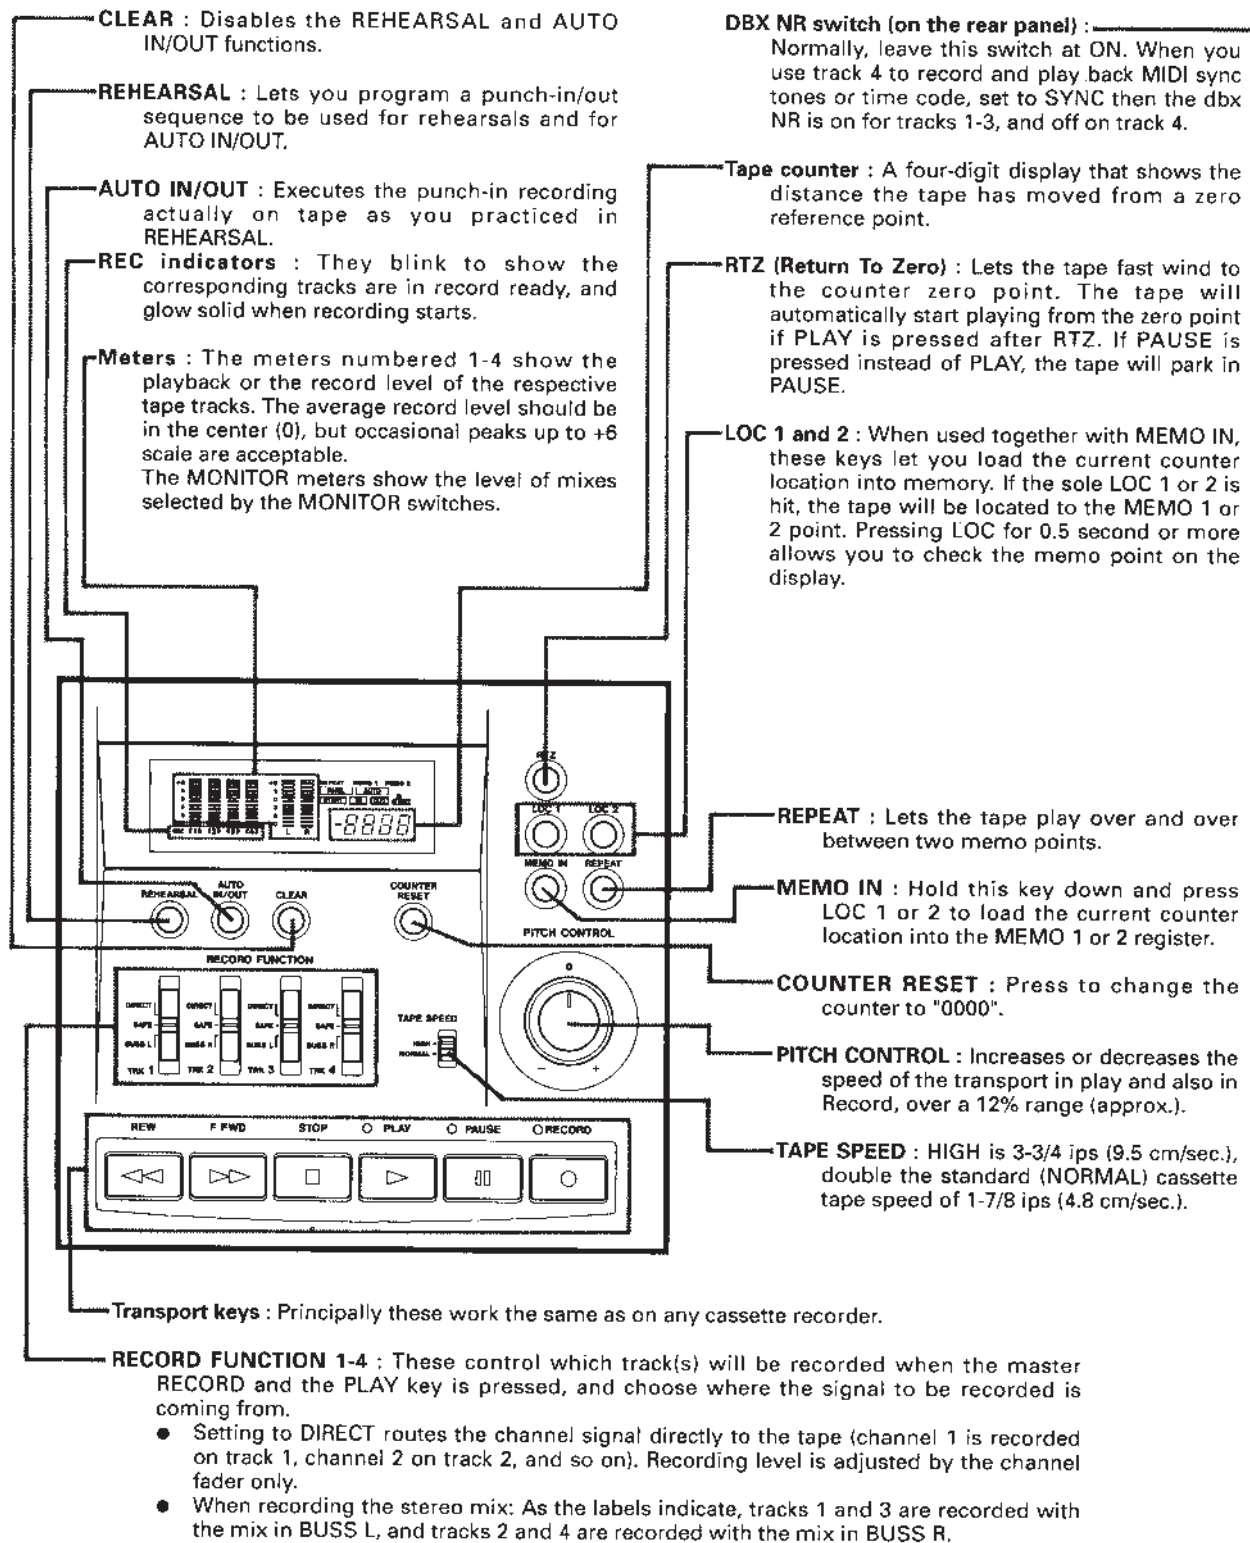 CLEAR : Disables the REHEARSAL and AUTO
IN/OUT functions.
REHEARSAL : Lets you program a punch-in/out
sequence to be used for rehearsals and for
AUTO IN/OUT.
AUTO IN/OUT : Executes the punch-in recording
actually on tape as you practiced in
REHEARSAL.
REC indicators : They blink to show the
corresponding tracks are in record ready, and
glow solid when recording starts.
Meters : The meters numbered 1-4 show the
playback or the record level of the respective
tape tracks. The average record level should be
in the center (0), but occasional peaks up to +6
scale are acceptable.
The MONITOR meters show the level of mixes
selected by the MONITOR switches.
DBX NR switch (on the rear panel) :
Normally, leave this switch at ON. When you
use track 4 to record and play back MIDI sync
tones or time code, set to SYNC then the dbx
NR is on for tracks 1-3, and off on track 4.
Tape counter : A four-digit display that shows the
distance the tape has moved from a zero
reference point.
RTZ (Return To Zero) : Lets the tape fast wind to
the counter zero point. The tape will
automatically start playing from the zero point
if PLAY is pressed after RTZ. If PAUSE is
pressed instead of PLAY, the tape will park in
PAUSE.
LOC 1 and 2 : When used together with MEMO IN,
these keys let you load the current counter
location into memory. If the sole LOC 1 or 2 is
hit, the tape will be located to the MEMO 1 or
2 point. Pressing LOC for 0.5 second or more
allows you to check the memo point on the
display.
RTZ
LOC 1 LOC 2
MEMO IN REPEAT
REHEARSAL
AUTO
IN/OUT
CLEAR
COUNTER
RESET
PITCH CONTROL
0
- +
RECORD FUNCTION
DIRECT DIRECT DIRECT DIRECT
SAFE SAFE SAFE SAFE
BUSS L BUSS R BUSS L BUSS R
TRK 1 TRK 2 TRK 3 TRK 4
TAPE SPEED
HIGH
NORMAL
REW F FWD STOP PLAY PAUSE RECORD
L R
-8888
REPEAT : Lets the tape play over and over
between two memo points.
MEMO IN : Hold this key down and press
LOC 1 or 2 to load the current counter
location into the MEMO 1 or 2 register.
COUNTER RESET : Press to change the
counter to "0000".
PITCH CONTROL : Increases or decreases the
speed of the transport in play and also in
Record, over a 12% range (approx.).
TAPE SPEED : HIGH is 3-3/4 ips (9.5 cm/sec.),
double the standard (NORMAL) cassette
tape speed of 1-7/8 ips (4.8 cm/sec.).
Transport keys : Principally these work the same as on any cassette recorder.
RECORD FUNCTION 1-4 : These control which track(s) will be recorded when the master
RECORD and the PLAY key is pressed, and choose where the signal to be recorded is
coming from.
● Setting to DIRECT routes the channel signal directly to the tape (channel 1 is recorded
on track 1, channel 2 on track 2, and so on). Recording level is adjusted by the channel
fader only.
● When recording the stereo mix: As the labels indicate, tracks 1 and 3 are recorded with
the mix in BUSS L, and tracks 2 and 4 are recorded with the mix in BUSS R.